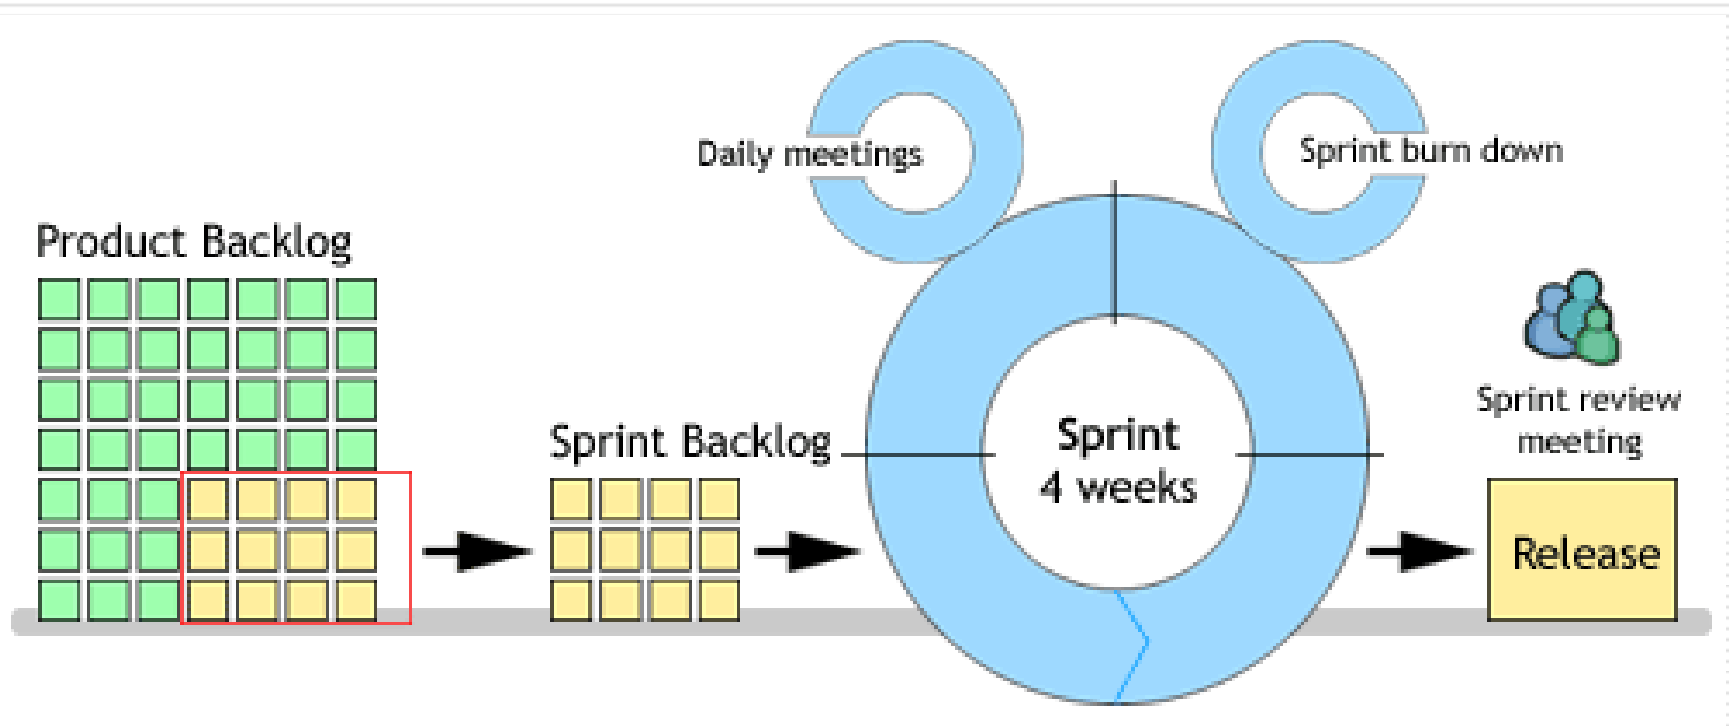 Daily meetings
Sprint burn down
Product Backlog
Sprint Backlog
Sprint
4 weeks
Sprint review
meeting
Release